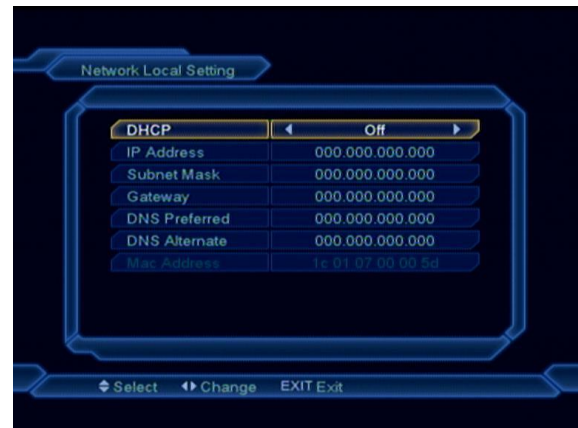 Network Local Setting
DHCP Off
IP Address 000.000.000.000
Subnet Mask 000.000.000.000
Gateway 000.000.000.000
DNS Preferred 000.000.000.000
DNS Alternate 000.000.000.000
Mac Address 1c 01 07 00 00 5d
Select Change EXIT Exit